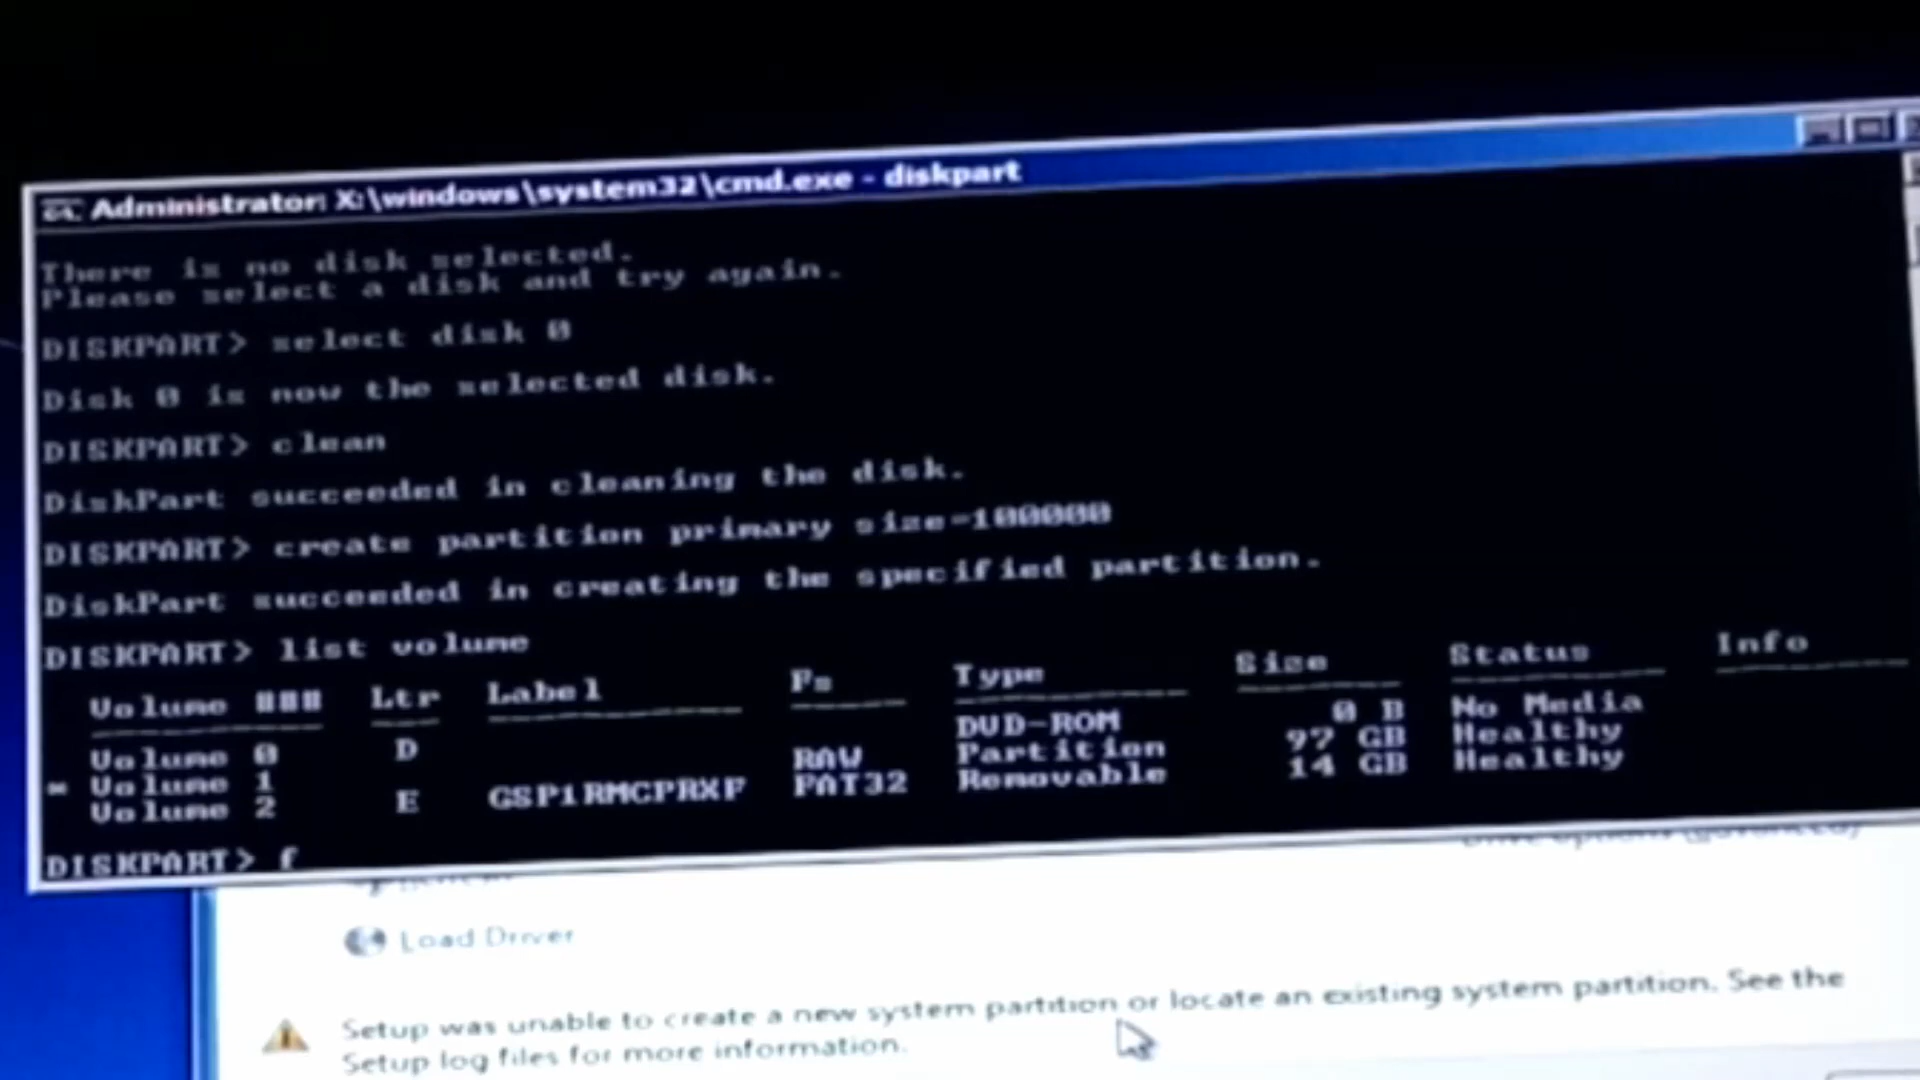 Administrator: X:\windows\system32\cmd.exe - diskpart
There is no disk selected.
Please select a disk and try again.
DISKPART> select disk 0
Disk 0 is now the selected disk.
DISKPART> clean
DiskPart succeeded in cleaning the disk.
DISKPART> create partition primary size=100000
DiskPart succeeded in creating the specified partition.
DISKPART> list volume
Volume ### Ltr Label Fs Type Size Status Info
Volume 0 D DVD-ROM 0 B No Media
* Volume 1 RAW Partition 97 GB Healthy
Volume 2 E GSP1RMCPRXF FAT32 Removable 14 GB Healthy
DISKPART> f
Load Driver
Setup was unable to create a new system partition or locate an existing system partition. See the
Setup log files for more information.